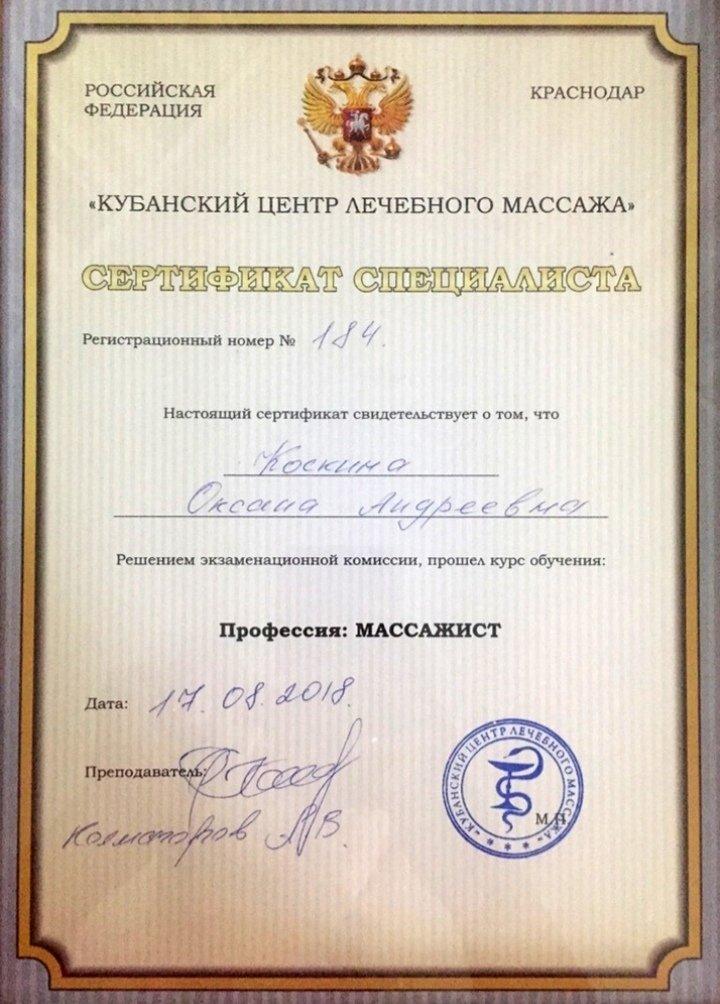 РОССИЙСКАЯ
ФЕДЕРАЦИЯ
КРАСНОДАР
«КУБАНСКИЙ ЦЕНТР ЛЕЧЕБНОГО МАССАЖА»
СЕРТИФИКАТ СПЕЦИАЛИСТА
Регистрационный номер № 184.
Настоящий сертификат свидетельствует о том, что
Коскина
Оксана Андреевна
Решением экзаменационной комиссии, прошел курс обучения:
Профессия: МАССАЖИСТ
Дата: 17.08.2018.
Преподаватель:
Колмогоров А.В.
«КУБАНСКИЙ ЦЕНТР ЛЕЧЕБНОГО МАССАЖА»
М.П.